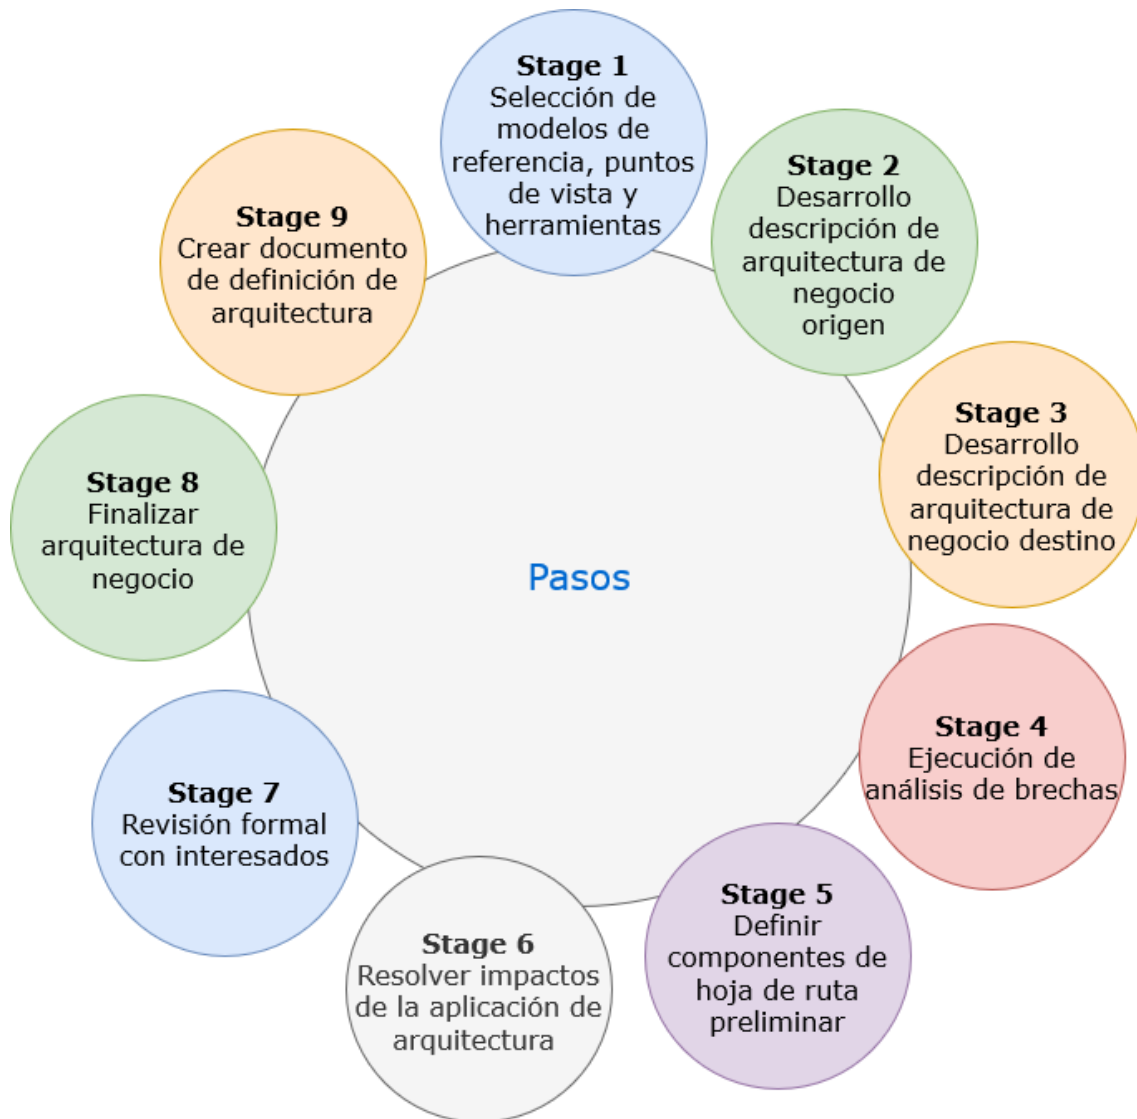 Stage 1
Selección de
modelos de
referencia, puntos
de vista y
herramientas
Stage 2
Desarrollo
descripción de
arquitectura de
negocio
origen
Stage 3
Desarrollo
descripción de
arquitectura de
negocio destino
Stage 4
Ejecución de
análisis de brechas
Stage 5
Definir
componentes de
hoja de ruta
preliminar
Stage 6
Resolver impactos
de la aplicación de
arquitectura
Stage 7
Revisión formal
con interesados
Stage 8
Finalizar
arquitectura de
negocio
Stage 9
Crear documento
de definición de
arquitectura
Pasos